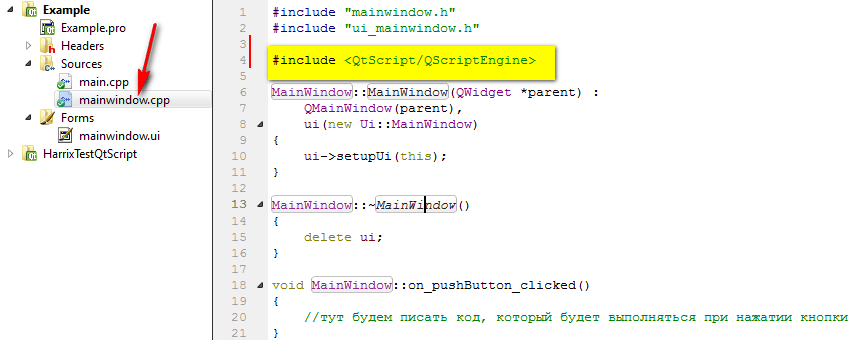 Example
Example.pro
Headers
Sources
main.cpp
mainwindow.cpp
Forms
mainwindow.ui
HarrixTestQtScript
1 #include "mainwindow.h"
2 #include "ui_mainwindow.h"
3
4 #include <QtScript/QScriptEngine>
5
6 MainWindow::MainWindow(QWidget *parent) :
7 QMainWindow(parent),
8 ui(new Ui::MainWindow)
9 {
10 ui->setupUi(this);
11 }
12
13 MainWindow::~MainWindow()
14 {
15 delete ui;
16 }
17
18 void MainWindow::on_pushButton_clicked()
19 {
20 //тут будем писать код, который будет выполняться при нажатии кнопки
21 }